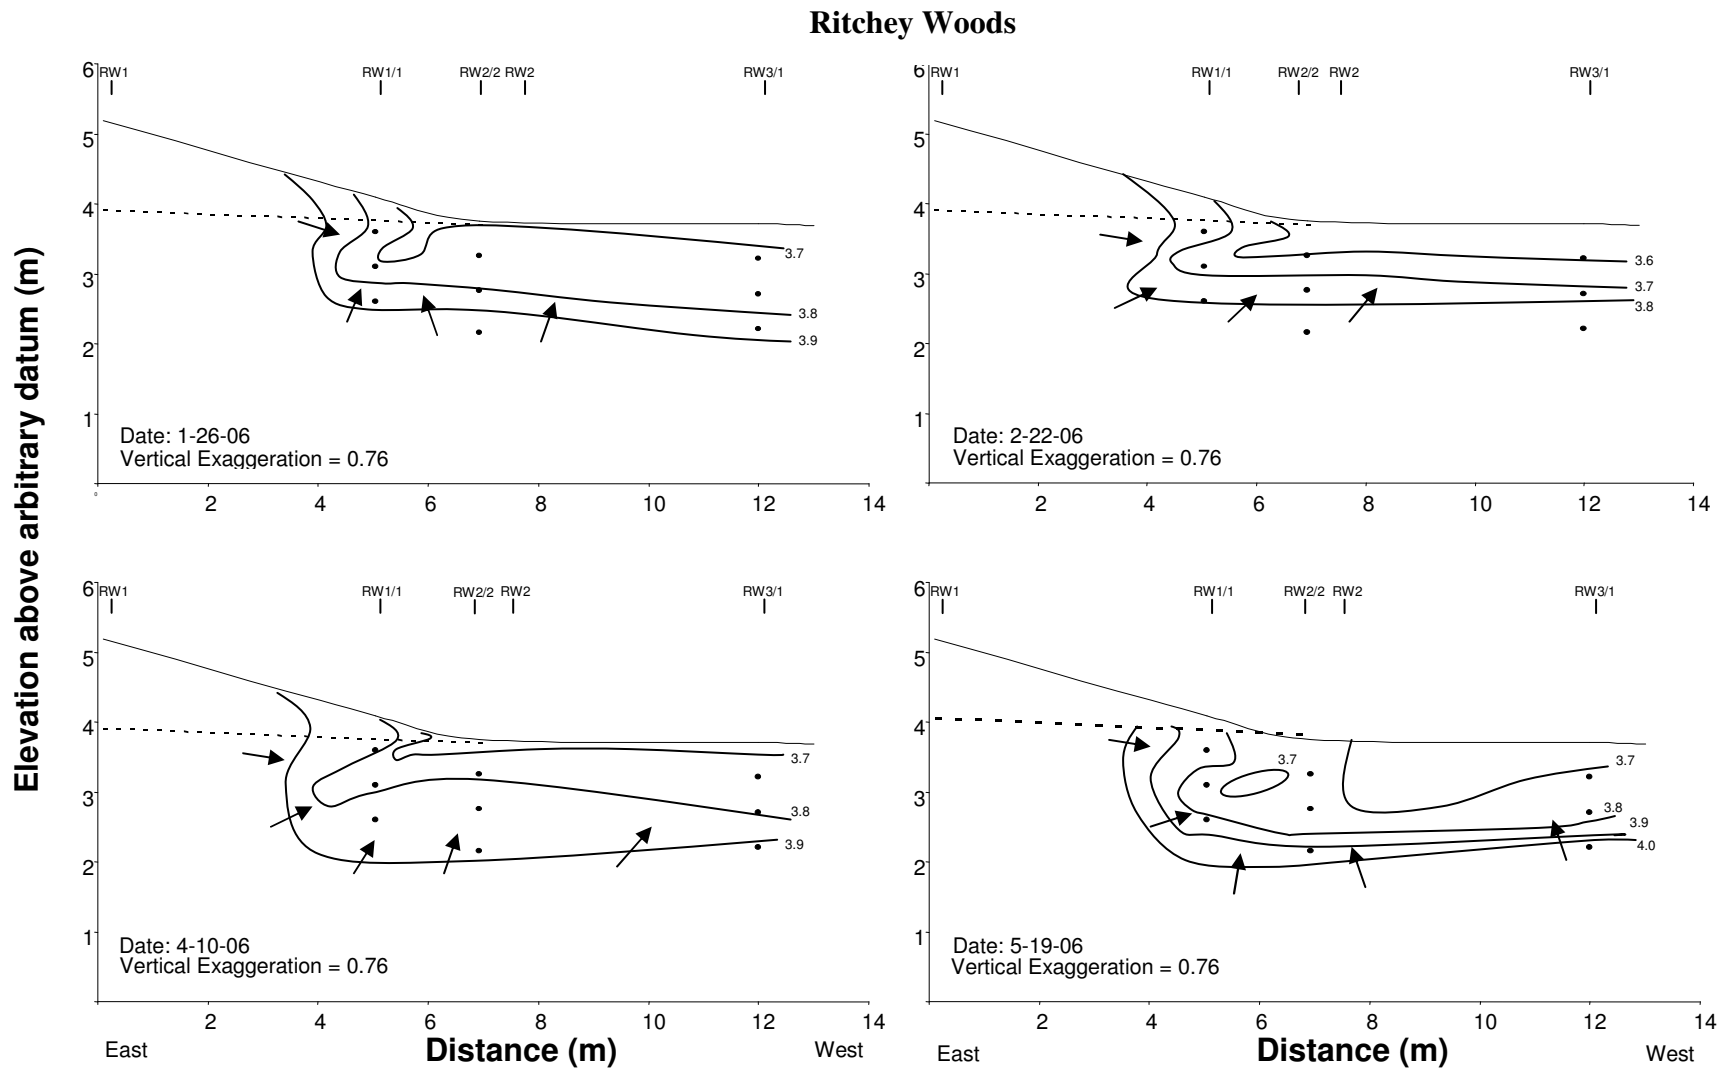 Ritchey Woods
Elevation above arbitrary datum (m)
RW1 RW1/1 RW2/2 RW2 RW3/1
6
5
4
3
2
1
0
3.7
3.8
3.9
Date: 1-26-06
Vertical Exaggeration = 0.76
2 4 6 8 10 12 14
RW1 RW1/1 RW2/2 RW2 RW3/1
6
5
4
3
2
1
3.6
3.7
3.8
Date: 2-22-06
Vertical Exaggeration = 0.76
2 4 6 8 10 12 14
RW1 RW1/1 RW2/2 RW2 RW3/1
6
5
4
3
2
1
3.7
3.8
3.9
Date: 4-10-06
Vertical Exaggeration = 0.76
2 4 6 8 10 12 14
East Distance (m) West
RW1 RW1/1 RW2/2 RW2 RW3/1
6
5
4
3
2
1
3.7
3.7
3.8
3.9
4.0
Date: 5-19-06
Vertical Exaggeration = 0.76
2 4 6 8 10 12 14
East Distance (m) West